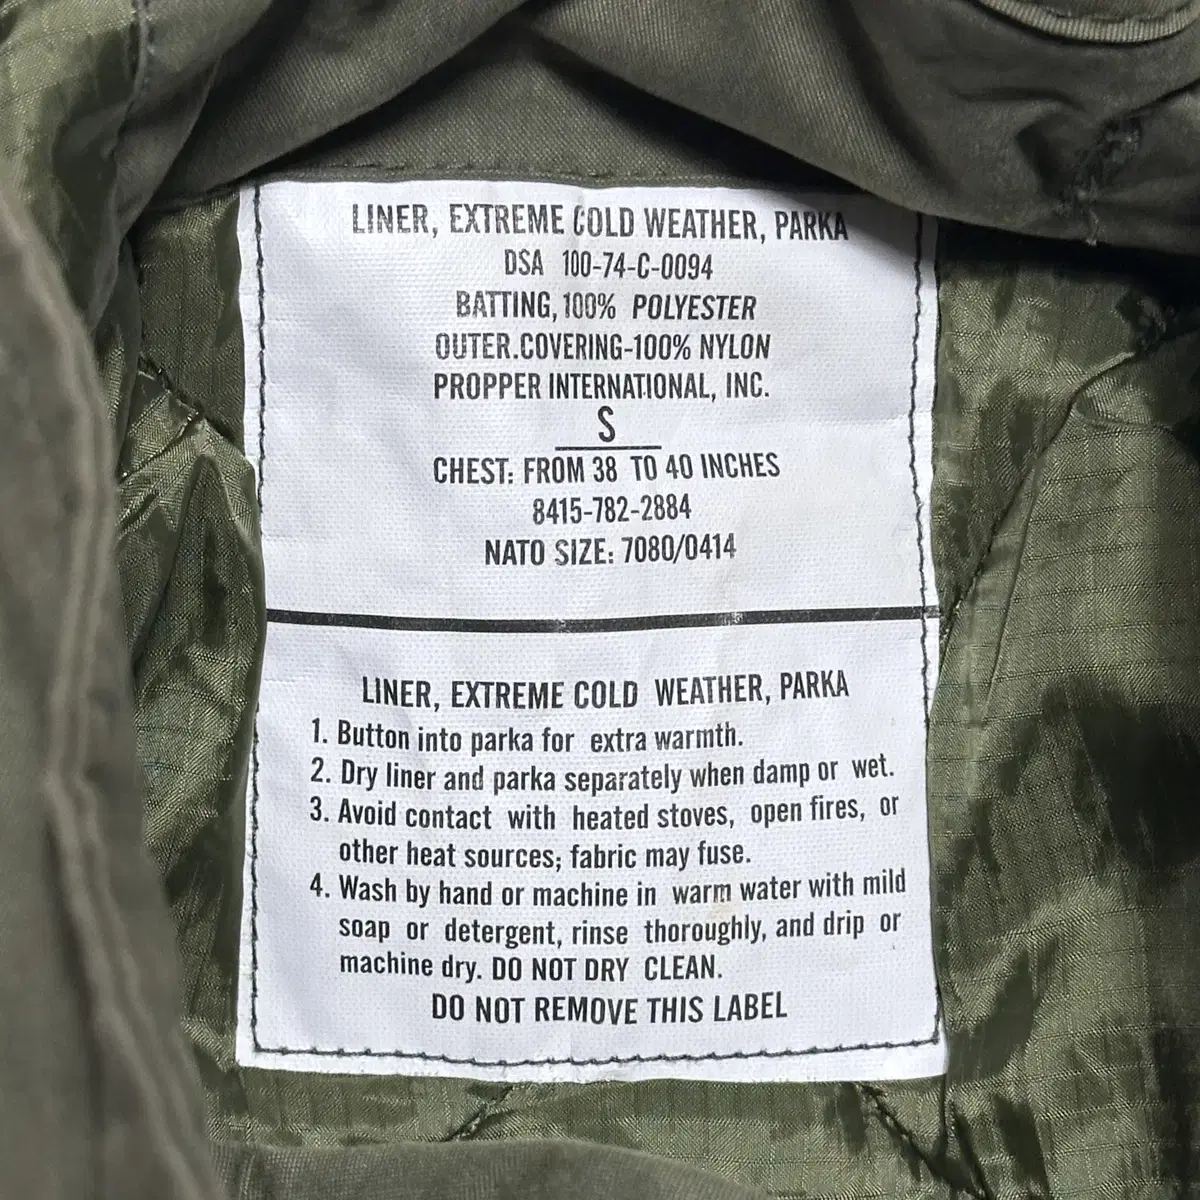 LINER, EXTREME COLD WEATHER, PARKA
DSA 100-74-C-0094
BATTING, 100% POLYESTER
OUTER.COVERING-100% NYLON
PROPPER INTERNATIONAL, INC.
S
CHEST: FROM 38 TO 40 INCHES
8415-782-2884
NATO SIZE: 7080/0414
LINER, EXTREME COLD WEATHER, PARKA
1. Button into parka for extra warmth.
2. Dry liner and parka separately when damp or wet.
3. Avoid contact with heated stoves, open fires, or
other heat sources; fabric may fuse.
4. Wash by hand or machine in warm water with mild
soap or detergent, rinse thoroughly, and drip or
machine dry. DO NOT DRY CLEAN.
DO NOT REMOVE THIS LABEL